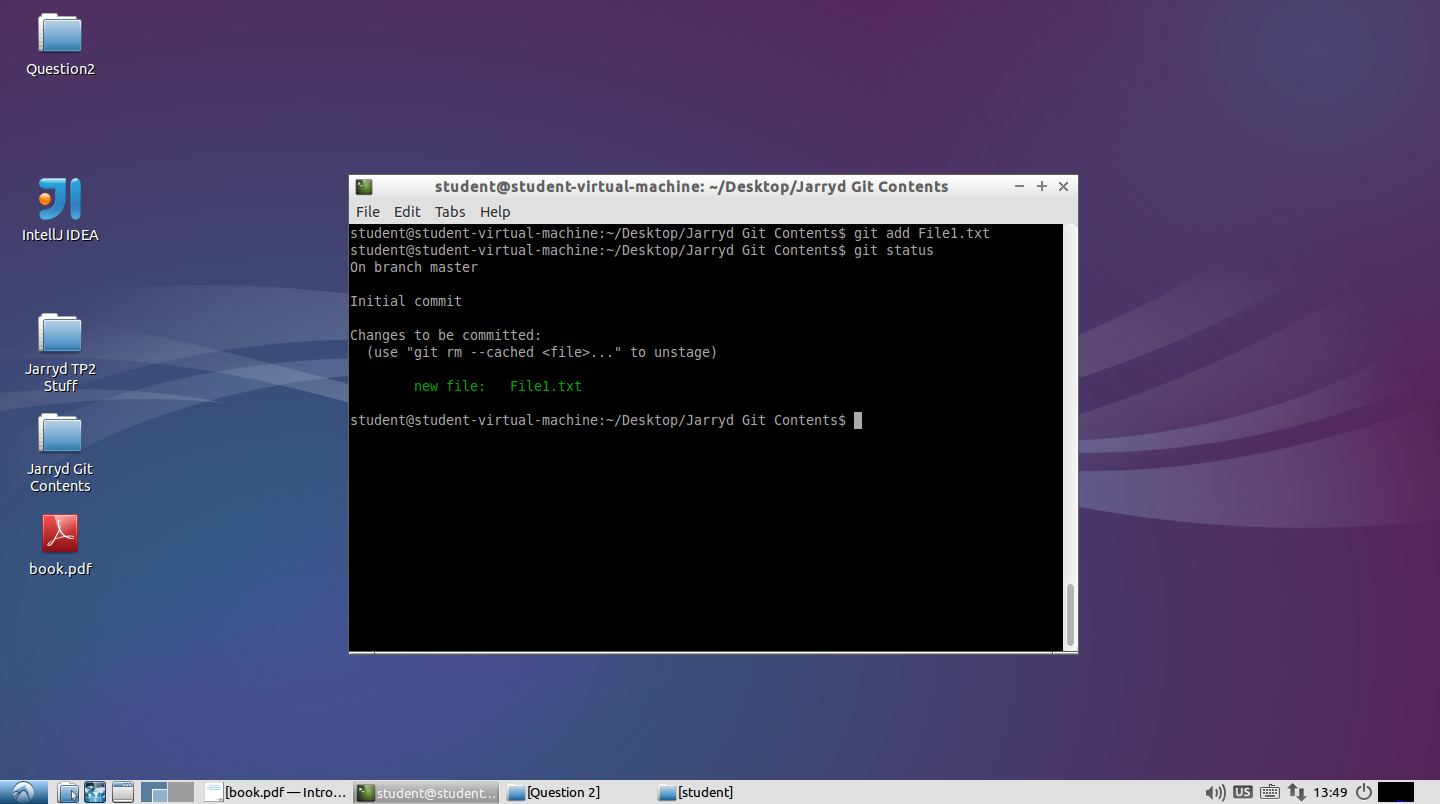 Question2
IntellJ IDEA
Jarryd TP2
Stuff
Jarryd Git
Contents
book.pdf
student@student-virtual-machine: ~/Desktop/Jarryd Git Contents
File Edit Tabs Help
student@student-virtual-machine:~/Desktop/Jarryd Git Contents$ git add File1.txt
student@student-virtual-machine:~/Desktop/Jarryd Git Contents$ git status
On branch master
Initial commit
Changes to be committed:
  (use "git rm --cached <file>..." to unstage)
        new file:   File1.txt
student@student-virtual-machine:~/Desktop/Jarryd Git Contents$
[book.pdf — Intro... student@student... [Question 2] [student] US 13:49